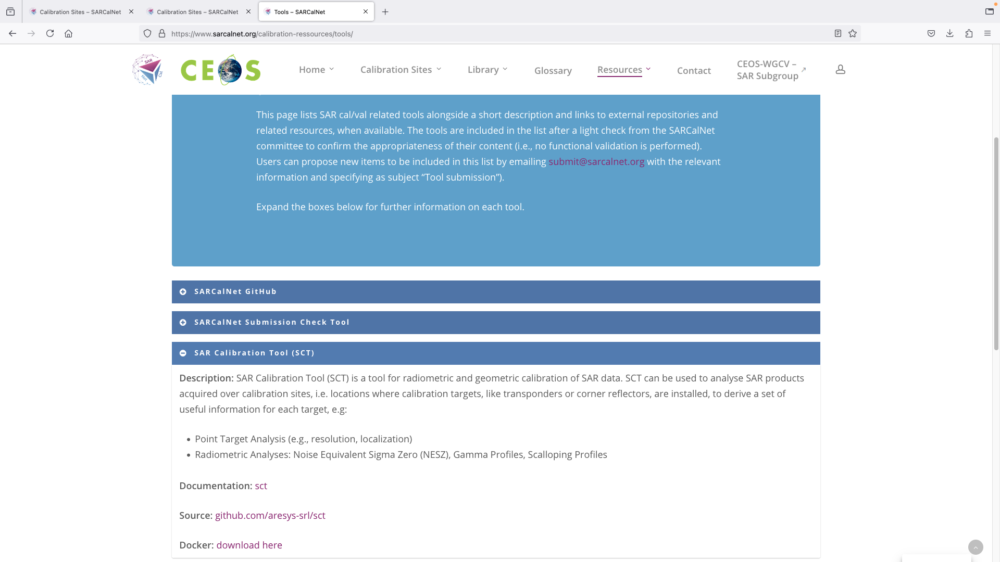 Calibration Sites – SARCalNet
Calibration Sites – SARCalNet
Tools – SARCalNet
https://www.sarcalnet.org/calibration-ressources/tools/
SAR
Cal
Net
CEOS
Home
Calibration Sites
Library
Glossary
Resources
Contact
CEOS-WGCV –
SAR Subgroup
This page lists SAR cal/val related tools alongside a short description and links to external repositories and
related resources, when available. The tools are included in the list after a light check from the SARCalNet
committee to confirm the appropriateness of their content (i.e., no functional validation is performed).
Users can propose new items to be included in this list by emailing submit@sarcalnet.org with the relevant
information and specifying as subject “Tool submission”).
Expand the boxes below for further information on each tool.
SARCalNet GitHub
SARCalNet Submission Check Tool
SAR Calibration Tool (SCT)
Description: SAR Calibration Tool (SCT) is a tool for radiometric and geometric calibration of SAR data. SCT can be used to analyse SAR products
acquired over calibration sites, i.e. locations where calibration targets, like transponders or corner reflectors, are installed, to derive a set of
useful information for each target, e.g:
• Point Target Analysis (e.g., resolution, localization)
• Radiometric Analyses: Noise Equivalent Sigma Zero (NESZ), Gamma Profiles, Scalloping Profiles
Documentation: sct
Source: github.com/aresys-srl/sct
Docker: download here